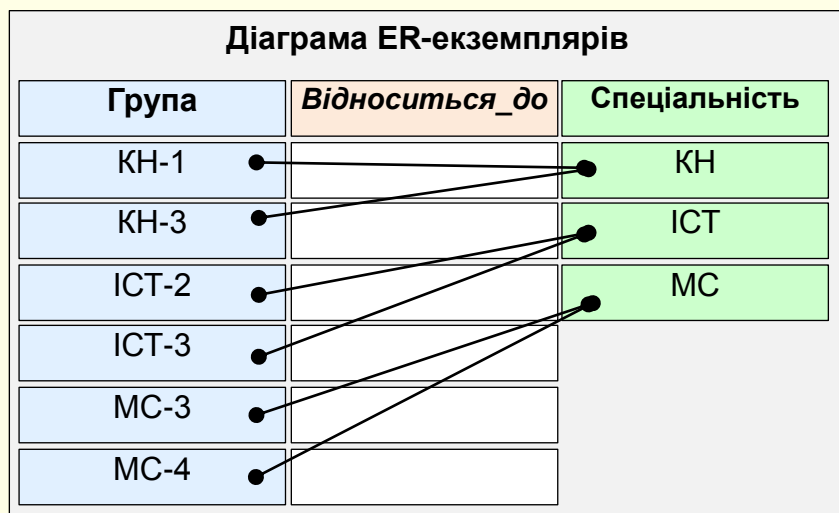 Діаграма ER-екземплярів
Група Відноситься_до Спеціальність
КН-1 КН
КН-3 ІСТ
ІСТ-2 МС
ІСТ-3
МС-3
МС-4